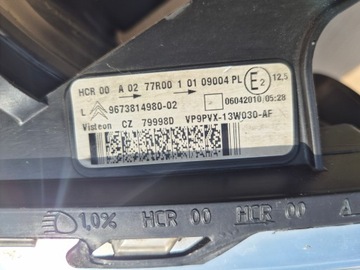 HCR 00 A 02 77R00 1 01 09004 PL E2 12,5
L 9673814980-02 06042010/05:28
Visteon CZ 79998D VP9PVX-13W030-AF
1,0% HCR 00 HCR 00 A